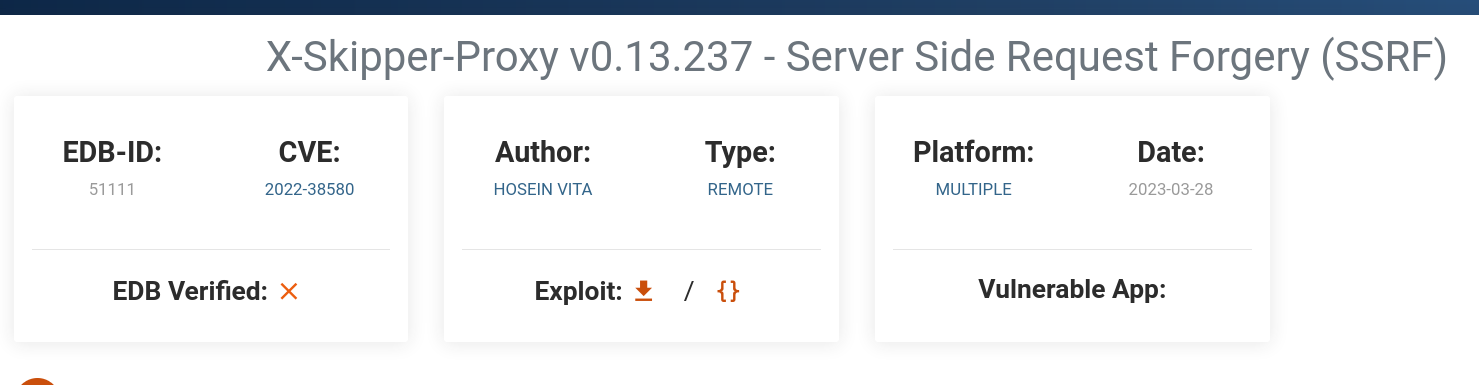 X-Skipper-Proxy v0.13.237 - Server Side Request Forgery (SSRF)
EDB-ID:
51111
CVE:
2022-38580
EDB Verified:
Author:
HOSEIN VITA
Type:
REMOTE
Exploit: / {}
Platform:
MULTIPLE
Date:
2023-03-28
Vulnerable App: